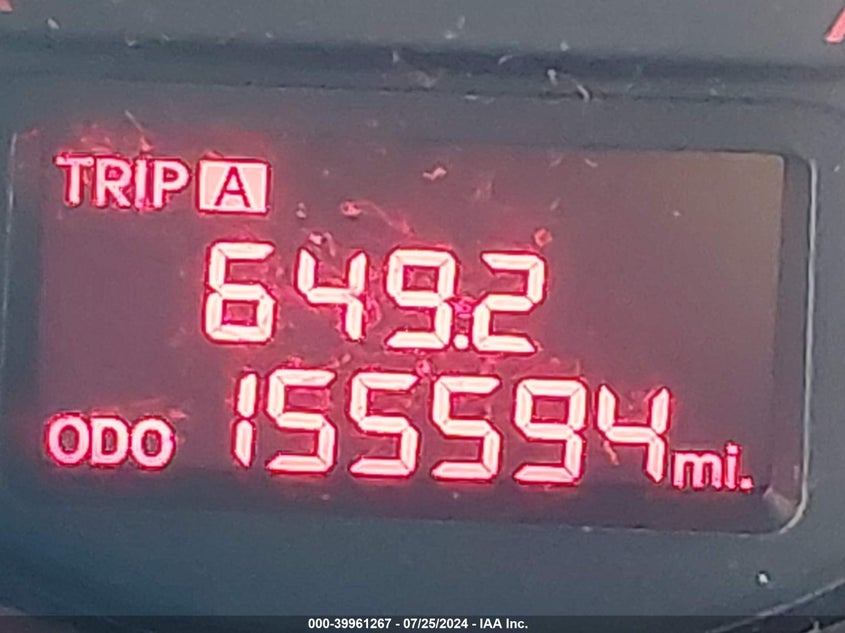 TRIP A
649.2
ODO 155594 mi.
000-39961267 - 07/25/2024 - IAA Inc.